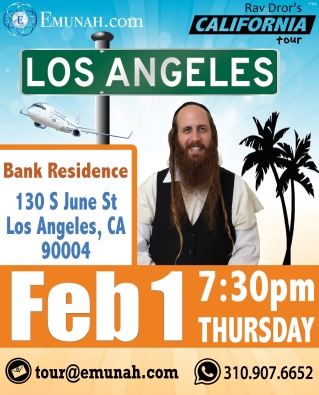 Emunah.com
Rav Dror's
CALIFORNIA
tour
LOS ANGELES
Bank Residence
130 S June St
Los Angeles, CA
90004
Feb 1
7:30pm
THURSDAY
tour@emunah.com
310.907.6652